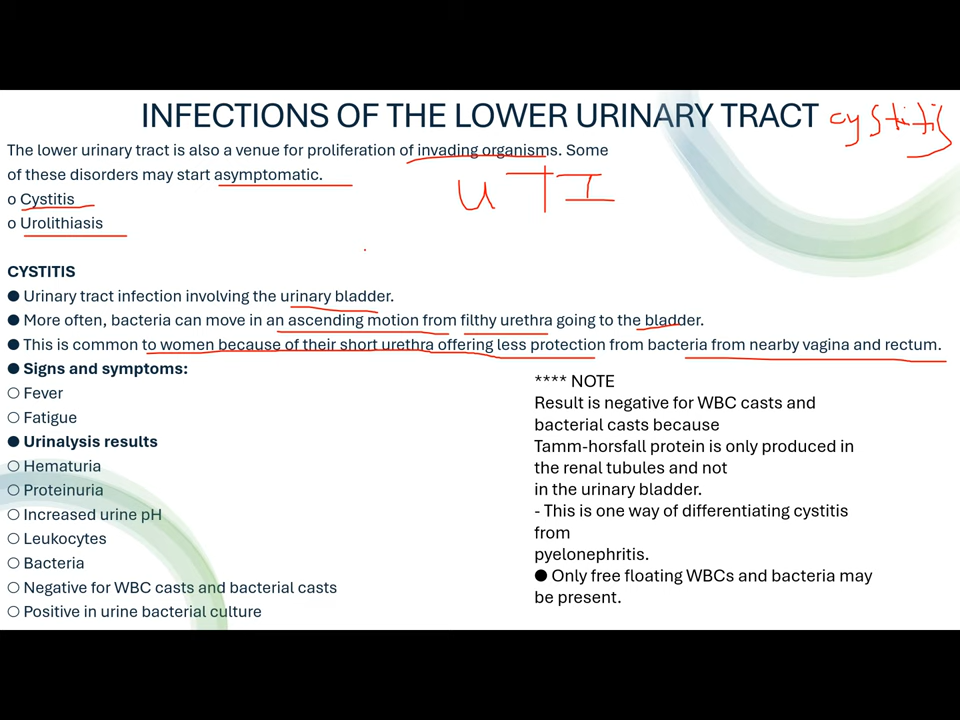 INFECTIONS OF THE LOWER URINARY TRACT
cystitis
The lower urinary tract is also a venue for proliferation of invading organisms. Some
of these disorders may start asymptomatic.
UTI
o Cystitis
o Urolithiasis
CYSTITIS
● Urinary tract infection involving the urinary bladder.
● More often, bacteria can move in an ascending motion from filthy urethra going to the bladder.
● This is common to women because of their short urethra offering less protection from bacteria from nearby vagina and rectum.
● Signs and symptoms:
○ Fever
○ Fatigue
● Urinalysis results
○ Hematuria
○ Proteinuria
○ Increased urine pH
○ Leukocytes
○ Bacteria
○ Negative for WBC casts and bacterial casts
○ Positive in urine bacterial culture
**** NOTE
Result is negative for WBC casts and
bacterial casts because
Tamm-horsfall protein is only produced in
the renal tubules and not
in the urinary bladder.
- This is one way of differentiating cystitis
from
pyelonephritis.
● Only free floating WBCs and bacteria may
be present.